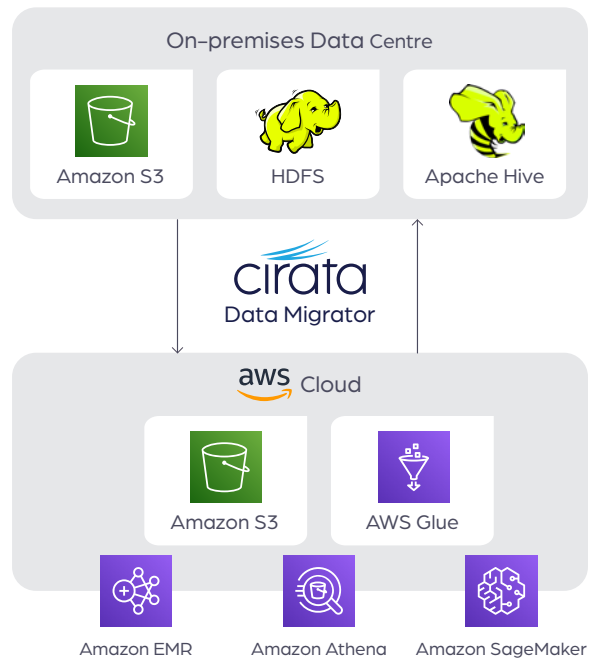 On-premises Data Centre
Amazon S3
HDFS
Apache Hive
cirata
Data Migrator
aws Cloud
Amazon S3
AWS Glue
Amazon EMR
Amazon Athena
Amazon SageMaker